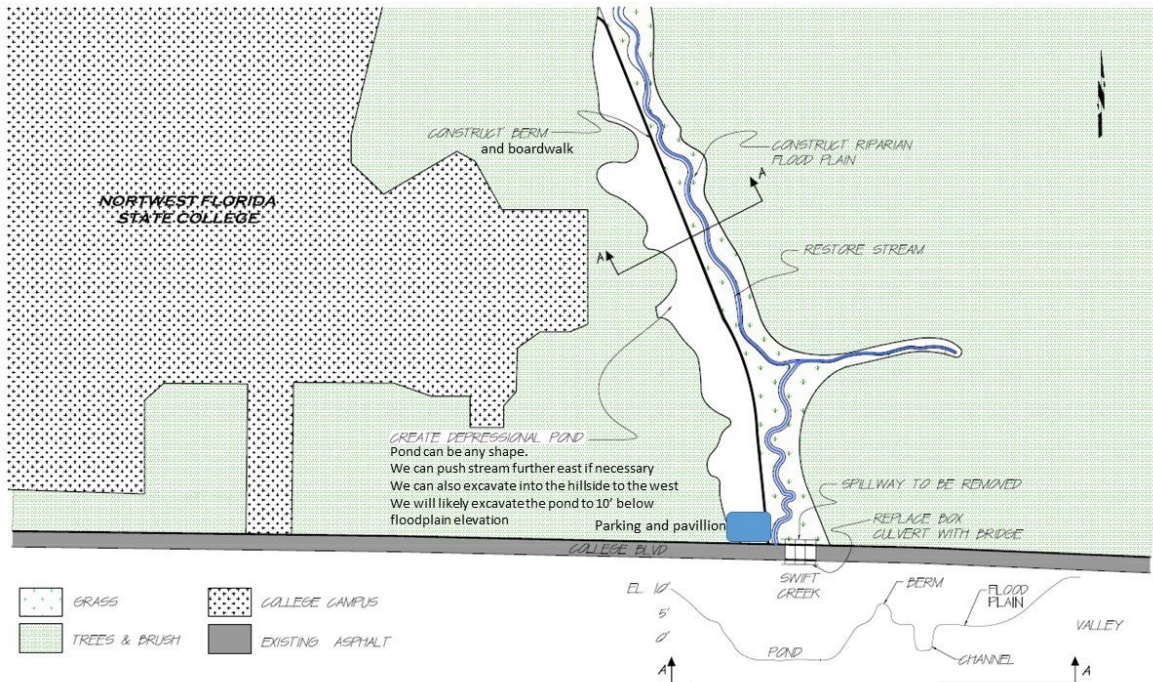 CONSTRUCT BERM
and boardwalk
CONSTRUCT RIPARIAN
FLOOD PLAIN
A
NORTWEST FLORIDA
STATE COLLEGE
A
RESTORE STREAM
CREATE DEPRESSIONAL POND
Pond can be any shape.
We can push stream further east if necessary
We can also excavate into the hillside to the west
We will likely excavate the pond to 10' below
floodplain elevation
SPILLWAY TO BE REMOVED
Parking and pavillion
REPLACE BOX
CULVERT WITH BRIDGE
COLLEGE BLVD
SWIFT
CREEK
GRASS
COLLEGE CAMPUS
TREES & BRUSH
EXISTING ASPHALT
EL 10'
5'
0'
BERM
FLOOD
PLAIN
VALLEY
POND
CHANNEL
A
A